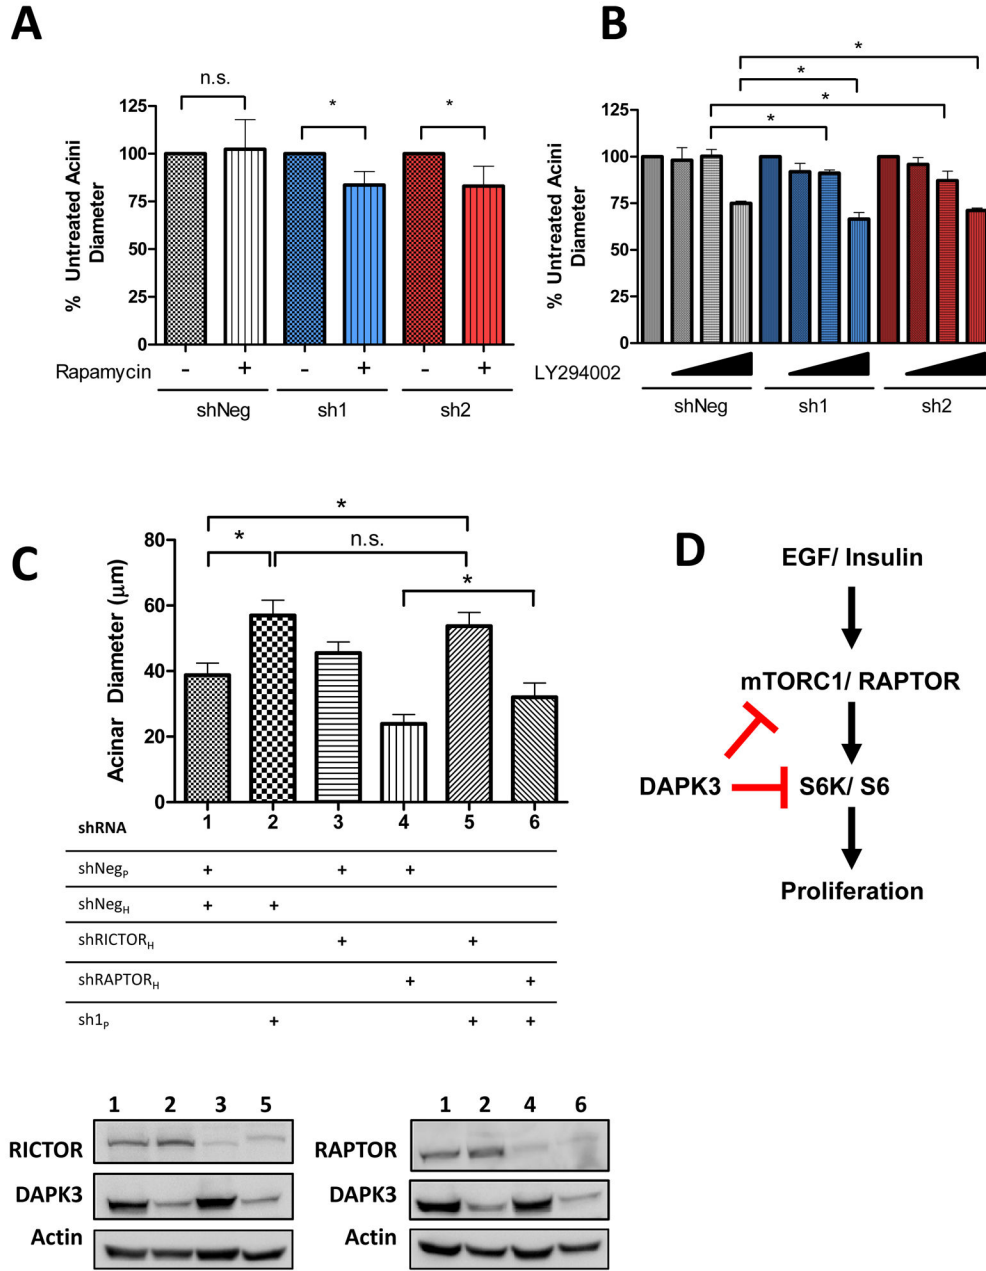 A
n.s.
*
*
125
100
75
50
25
0
% Untreated Acini
Diameter
Rapamycin - + - + - +
shNeg sh1 sh2
B
*
*
*
*
125
100
75
50
25
0
% Untreated Acini
Diameter
LY294002
shNeg sh1 sh2
C
*
* n.s.
*
80
60
40
20
0
Acinar Diameter (μm)
shRNA 1 2 3 4 5 6
shNegP + + +
shNegH + +
shRICTORH + +
shRAPTORH + +
sh1P + + +
D
EGF/ Insulin
mTORC1/ RAPTOR
DAPK3 S6K/ S6
Proliferation
1 2 3 5
RICTOR
DAPK3
Actin
1 2 4 6
RAPTOR
DAPK3
Actin